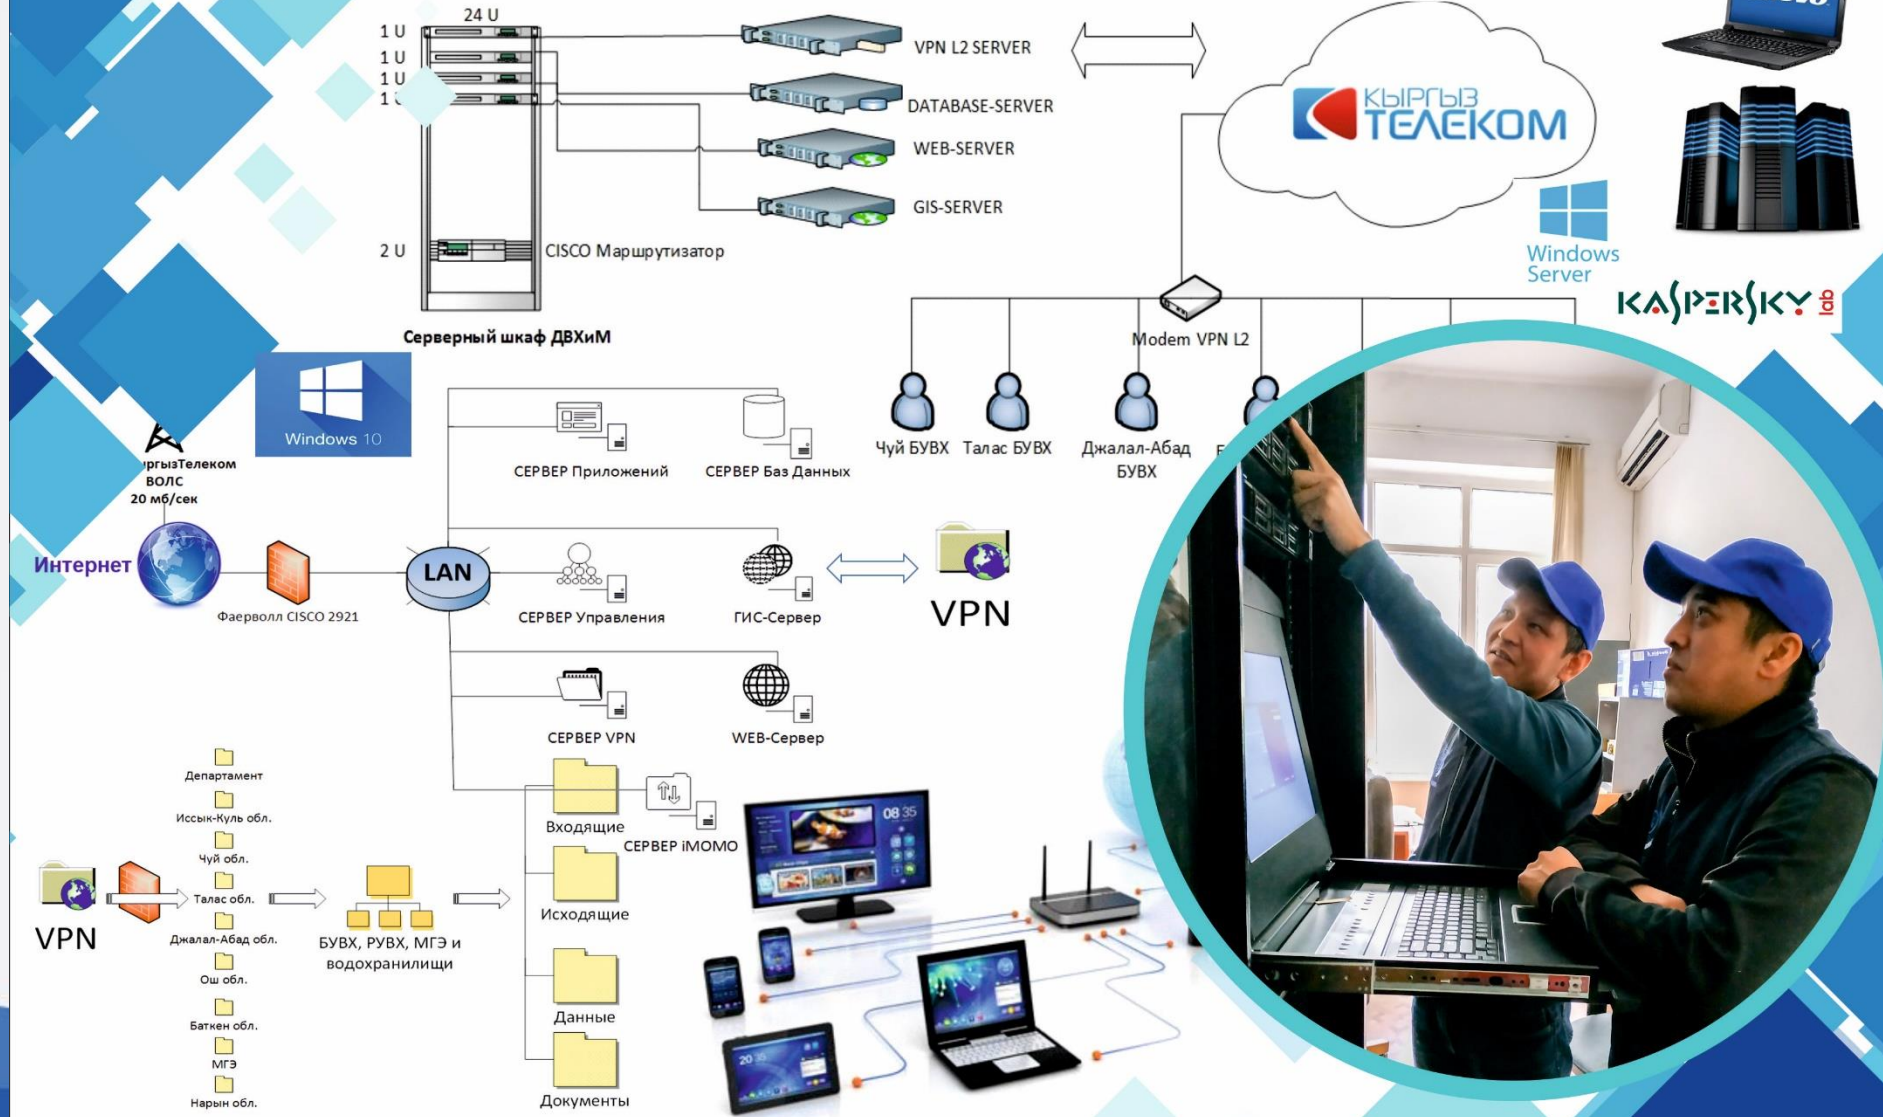 24 U
1 U
1 U
1 U
1
2 U
VPN L2 SERVER
DATABASE-SERVER
WEB-SERVER
GIS-SERVER
CISCO Маршрутизатор
Серверный шкаф ДВХиМ
КЫРГЫЗ
ТЕЛЕКОМ
Windows
Server
KASPERSKY lab
Modem VPN L2
Чуй БУВХ
Талас БУВХ
Джалал-Абад
БУВХ
Windows 10
ыргызТелеком
ВОЛС
20 мб/сек
Интернет
Фаерволл CISCO 2921
LAN
СЕРВЕР Приложений
СЕРВЕР Баз Данных
СЕРВЕР Управления
ГИС-Сервер
VPN
СЕРВЕР VPN
WEB-Сервер
Департамент
Иссык-Куль обл.
Чуй обл.
Талас обл.
Джалал-Абад обл.
Ош обл.
Баткен обл.
МГЭ
Нарын обл.
VPN
БУВХ, РУВХ, МГЭ и
водохранилищи
Входящие
СЕРВЕР iMOMO
Исходящие
Данные
Документы
08 35
20 35